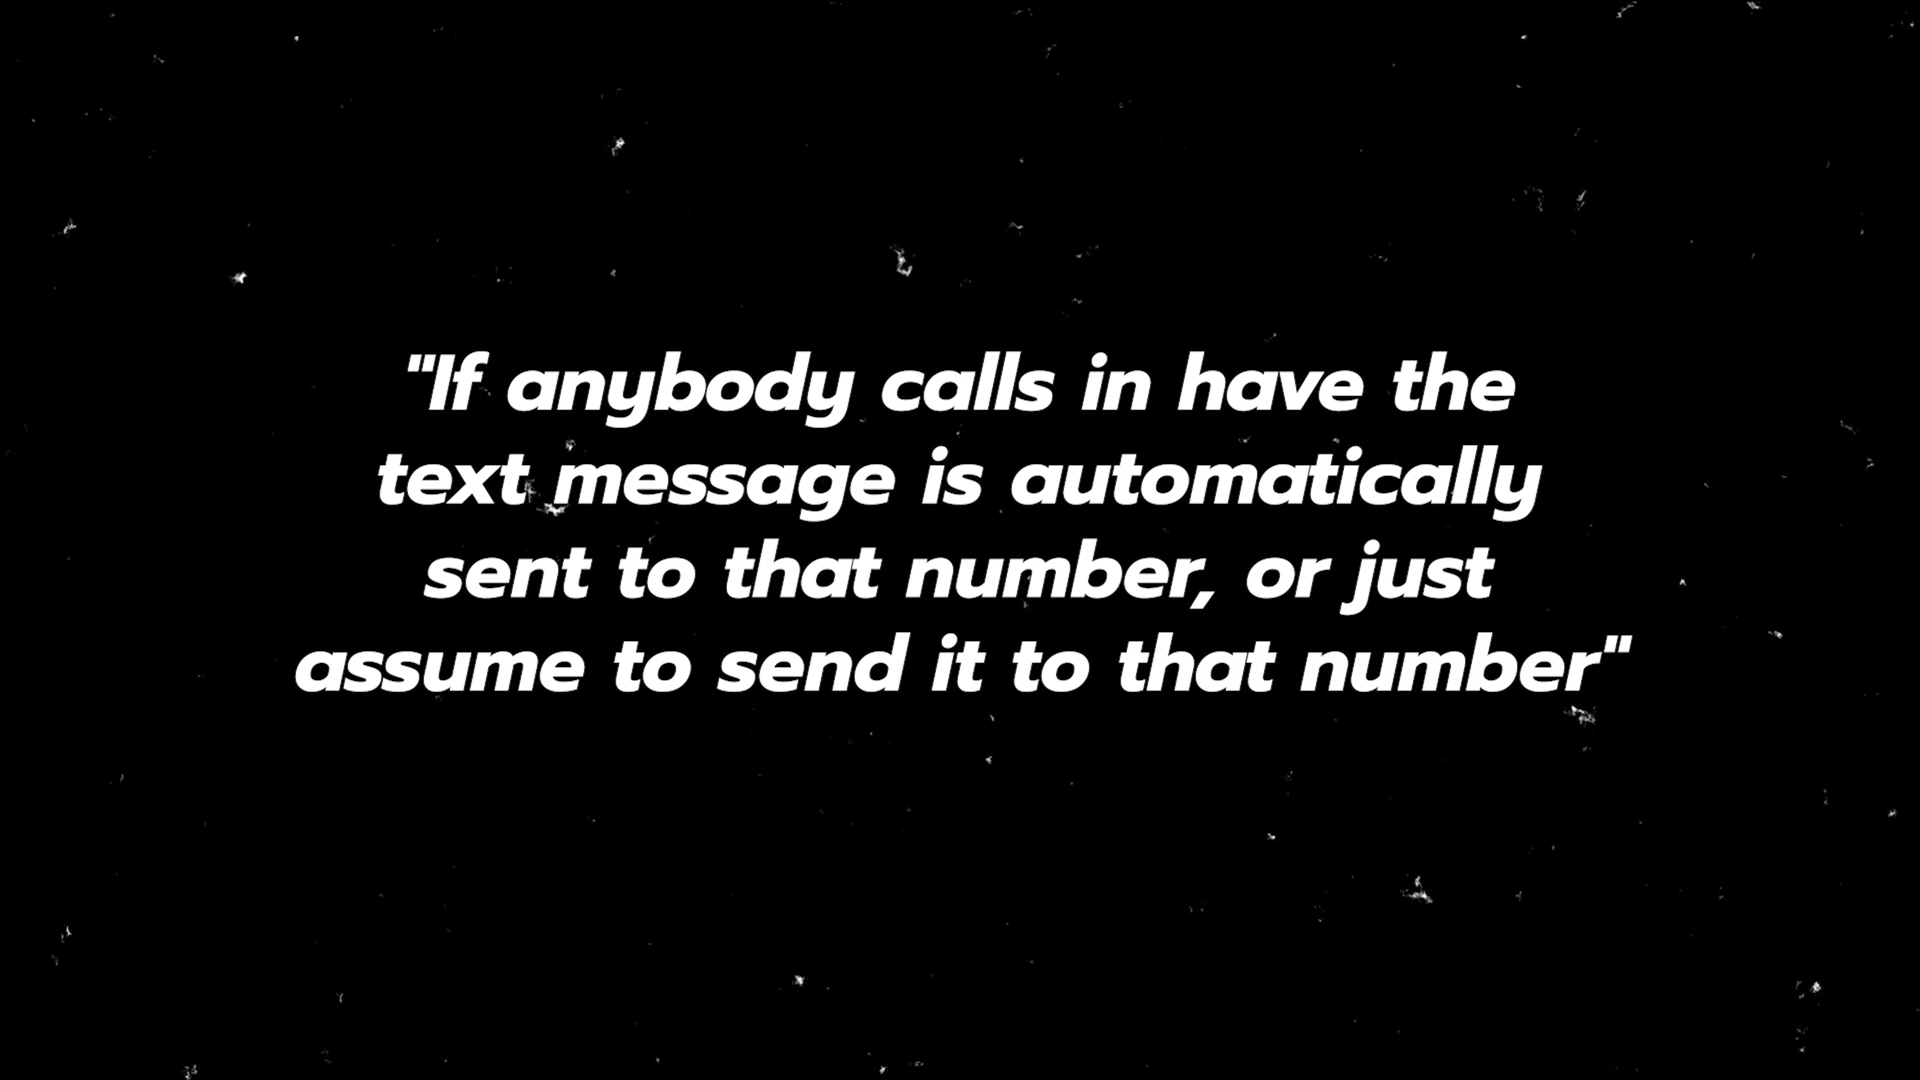 "If anybody calls in have the
text message is automatically
sent to that number, or just
assume to send it to that number"